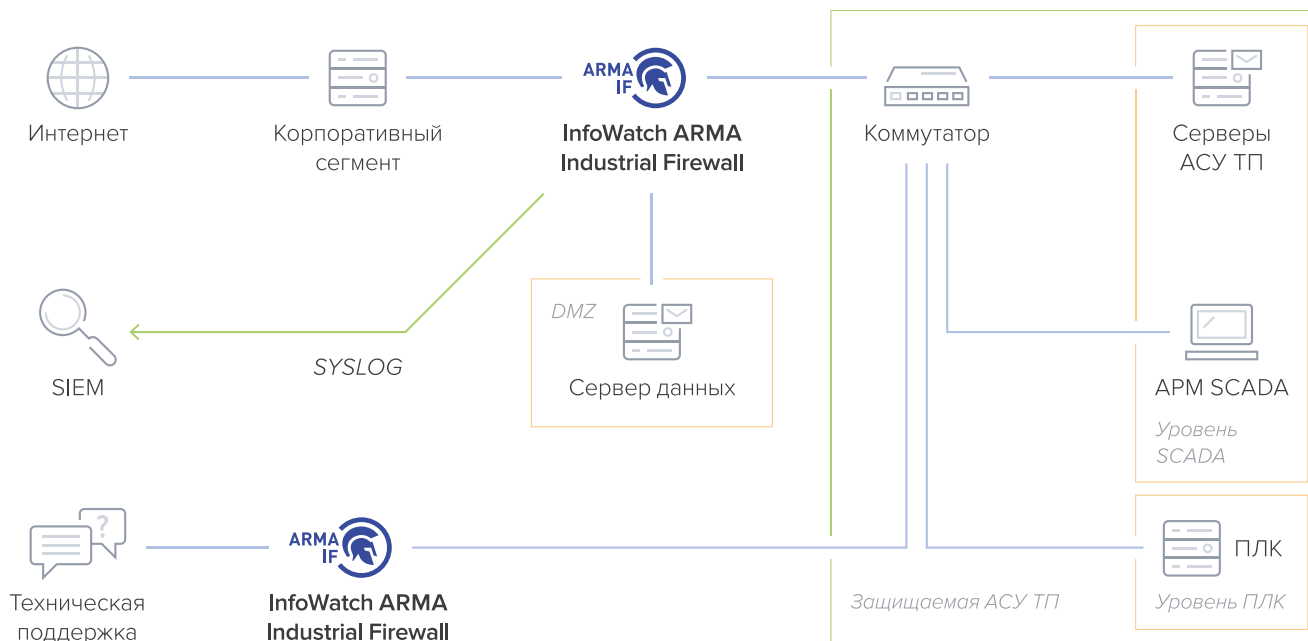 ARMA
IF
Интернет
Корпоративный
сегмент
InfoWatch ARMA
Industrial Firewall
Коммутатор
Серверы
АСУ ТП
DMZ
Сервер данных
SIEM
SYSLOG
АРМ SCADA
Уровень
SCADA
?
ARMA
IF
Техническая
поддержка
InfoWatch ARMA
Industrial Firewall
Защищаемая АСУ ТП
ПЛК
Уровень ПЛК